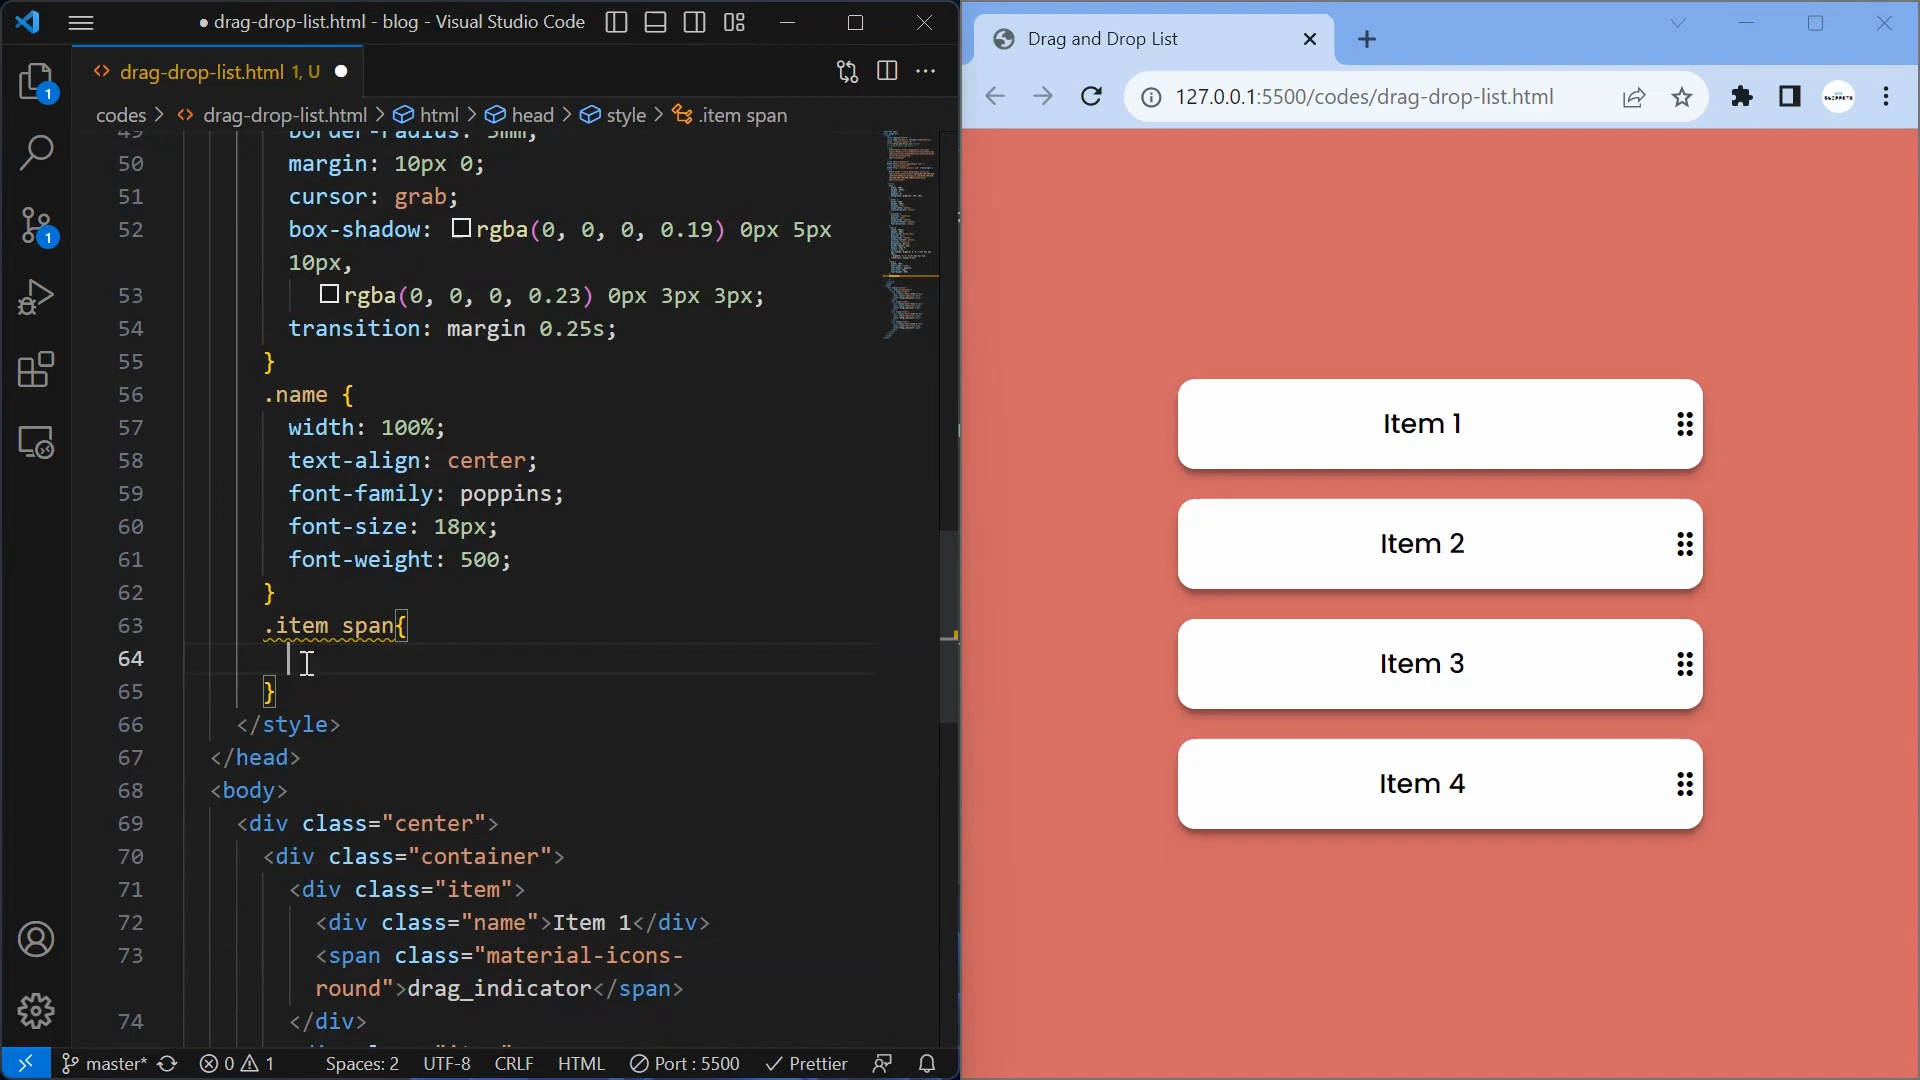 ● drag-drop-list.html - blog - Visual Studio Code
drag-drop-list.html 1, U ●
codes > drag-drop-list.html > html > head > style > .item span
49 border-radius: 3mm;
50 margin: 10px 0;
51 cursor: grab;
52 box-shadow: rgba(0, 0, 0, 0.19) 0px 5px
10px,
53 rgba(0, 0, 0, 0.23) 0px 3px 3px;
54 transition: margin 0.25s;
55 }
56 .name {
57 width: 100%;
58 text-align: center;
59 font-family: poppins;
60 font-size: 18px;
61 font-weight: 500;
62 }
63 .item span{
64
65 }
66 </style>
67 </head>
68 <body>
69 <div class="center">
70 <div class="container">
71 <div class="item">
72 <div class="name">Item 1</div>
73 <span class="material-icons-
round">drag_indicator</span>
74 </div>
1
1
master* 0 1 Spaces: 2 UTF-8 CRLF HTML Port : 5500 Prettier
Drag and Drop List
127.0.0.1:5500/codes/drag-drop-list.html
Item 1
Item 2
Item 3
Item 4